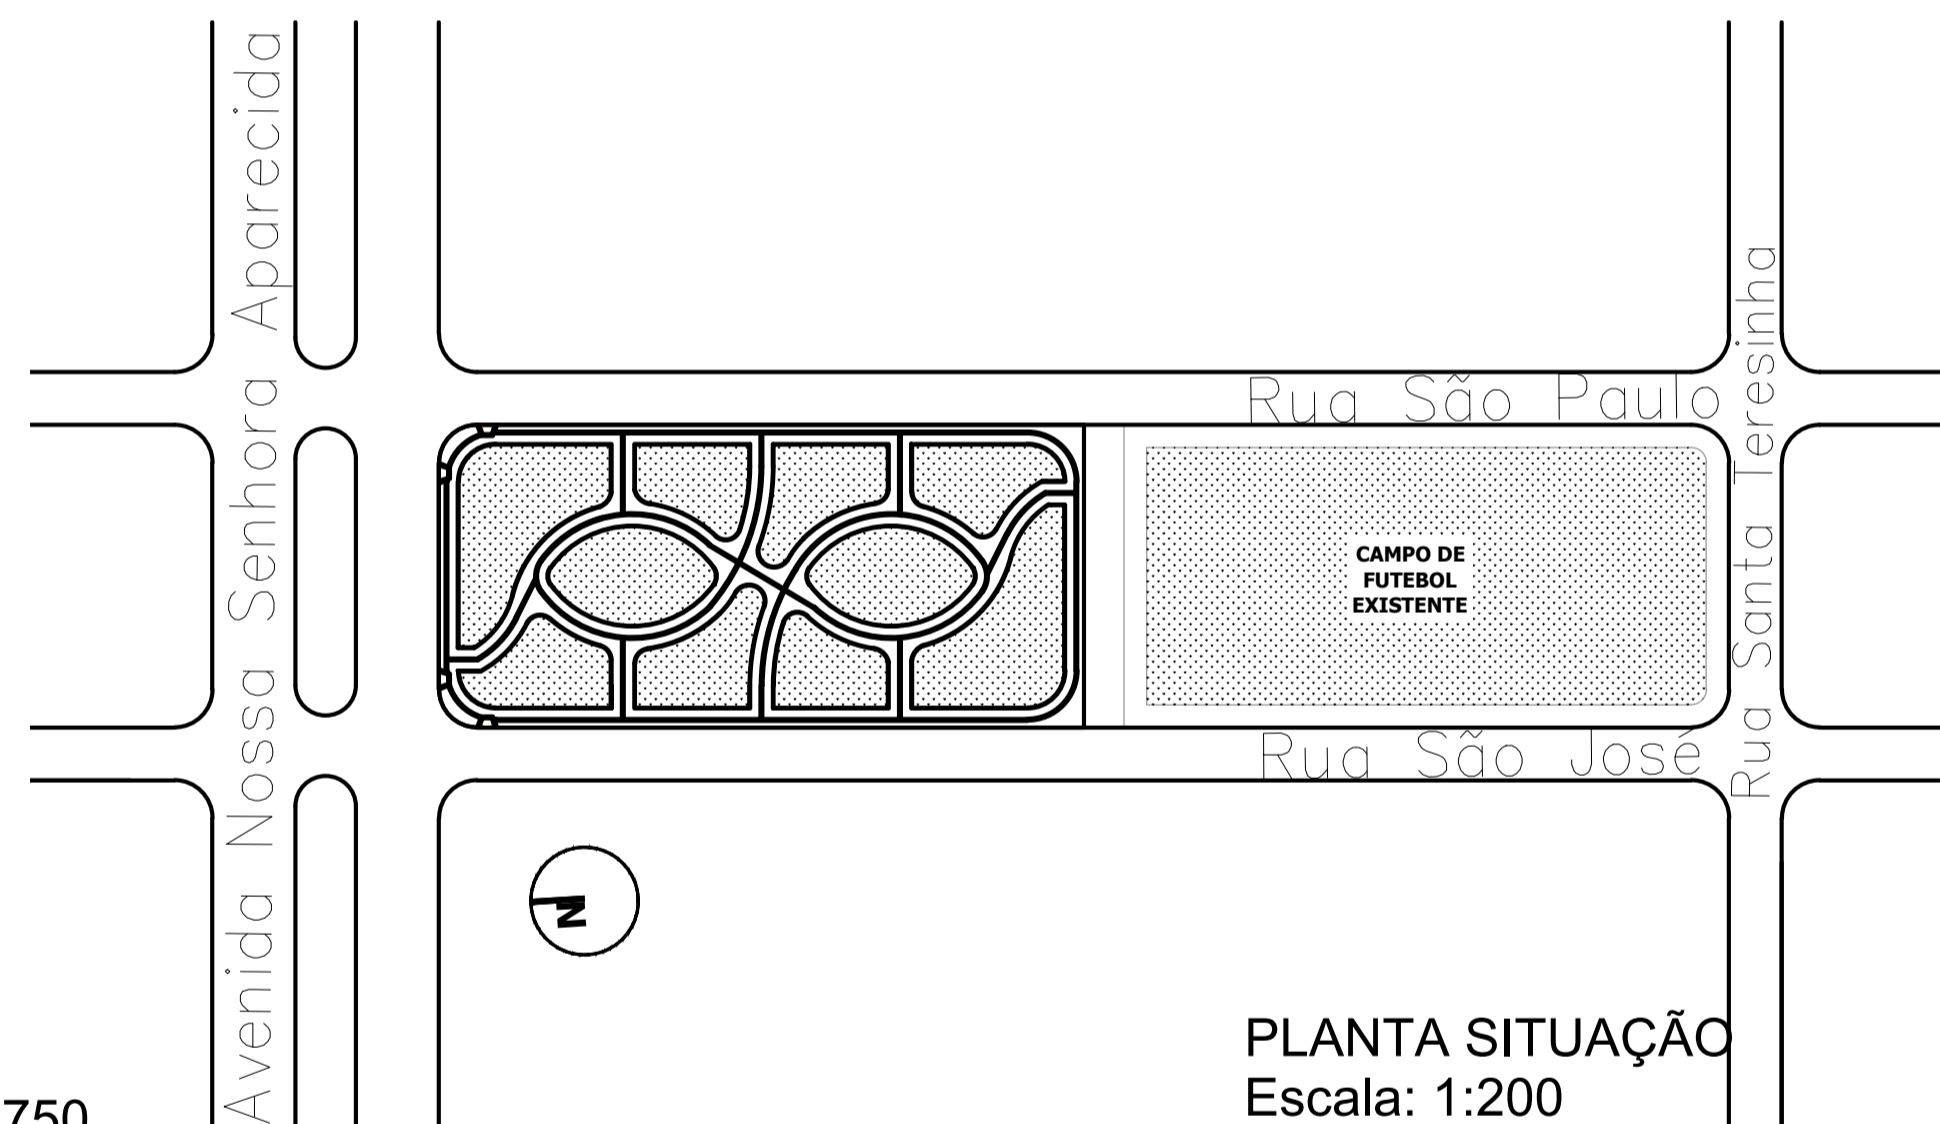 Avenida Nossa Senhora Aparecida
Rua São Paulo
Rua Santa Teresinha
CAMPO DE
FUTEBOL
EXISTENTE
Rua São José
N
PLANTA SITUAÇÃO
Escala: 1:200
750